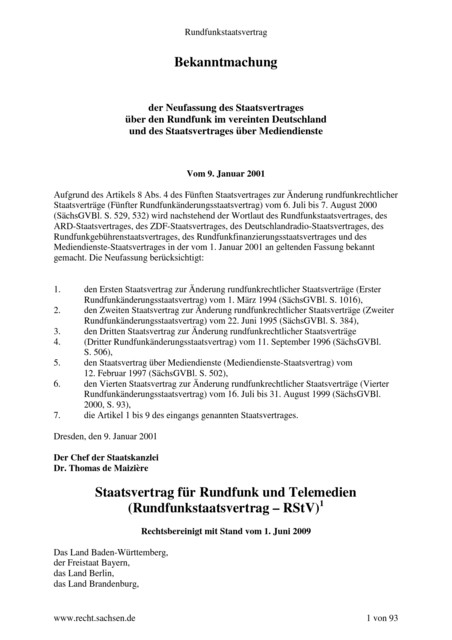 Rundfunkstaatsvertrag
Bekanntmachung
der Neufassung des Staatsvertrages
über den Rundfunk im vereinten Deutschland
und des Staatsvertrages über Mediendienste
Vom 9. Januar 2001
Aufgrund des Artikels 8 Abs. 4 des Fünften Staatsvertrages zur Änderung rundfunkrechtlicher
Staatsverträge (Fünfter Rundfunkänderungsstaatsvertrag) vom 6. Juli bis 7. August 2000
(SächsGVBl. S. 529, 532) wird nachstehend der Wortlaut des Rundfunkstaatsvertrages, des
ARD-Staatsvertrages, des ZDF-Staatsvertrages, des Deutschlandradio-Staatsvertrages, des
Rundfunkgebührenstaatsvertrages, des Rundfunkfinanzierungsstaatsvertrages und des
Mediendienste-Staatsvertrages in der vom 1. Januar 2001 an geltenden Fassung bekannt
gemacht. Die Neufassung berücksichtigt:
1. den Ersten Staatsvertrag zur Änderung rundfunkrechtlicher Staatsverträge (Erster
Rundfunkänderungsstaatsvertrag) vom 1. März 1994 (SächsGVBl. S. 1016),
2. den Zweiten Staatsvertrag zur Änderung rundfunkrechtlicher Staatsverträge (Zweiter
Rundfunkänderungsstaatsvertrag) vom 22. Juni 1995 (SächsGVBl. S. 384),
3. den Dritten Staatsvertrag zur Änderung rundfunkrechtlicher Staatsverträge
4. (Dritter Rundfunkänderungsstaatsvertrag) vom 11. September 1996 (SächsGVBl.
S. 506),
5. den Staatsvertrag über Mediendienste (Mediendienste-Staatsvertrag) vom
12. Februar 1997 (SächsGVBl. S. 502),
6. den Vierten Staatsvertrag zur Änderung rundfunkrechtlicher Staatsverträge (Vierter
Rundfunkänderungsstaatsvertrag) vom 16. Juli bis 31. August 1999 (SächsGVBl.
2000, S. 93),
7. die Artikel 1 bis 9 des eingangs genannten Staatsvertrages.
Dresden, den 9. Januar 2001
Der Chef der Staatskanzlei
Dr. Thomas de Maizière
Staatsvertrag für Rundfunk und Telemedien
(Rundfunkstaatsvertrag – RStV)1
Rechtsbereinigt mit Stand vom 1. Juni 2009
Das Land Baden-Württemberg,
der Freistaat Bayern,
das Land Berlin,
das Land Brandenburg,
www.recht.sachsen.de 1 von 93